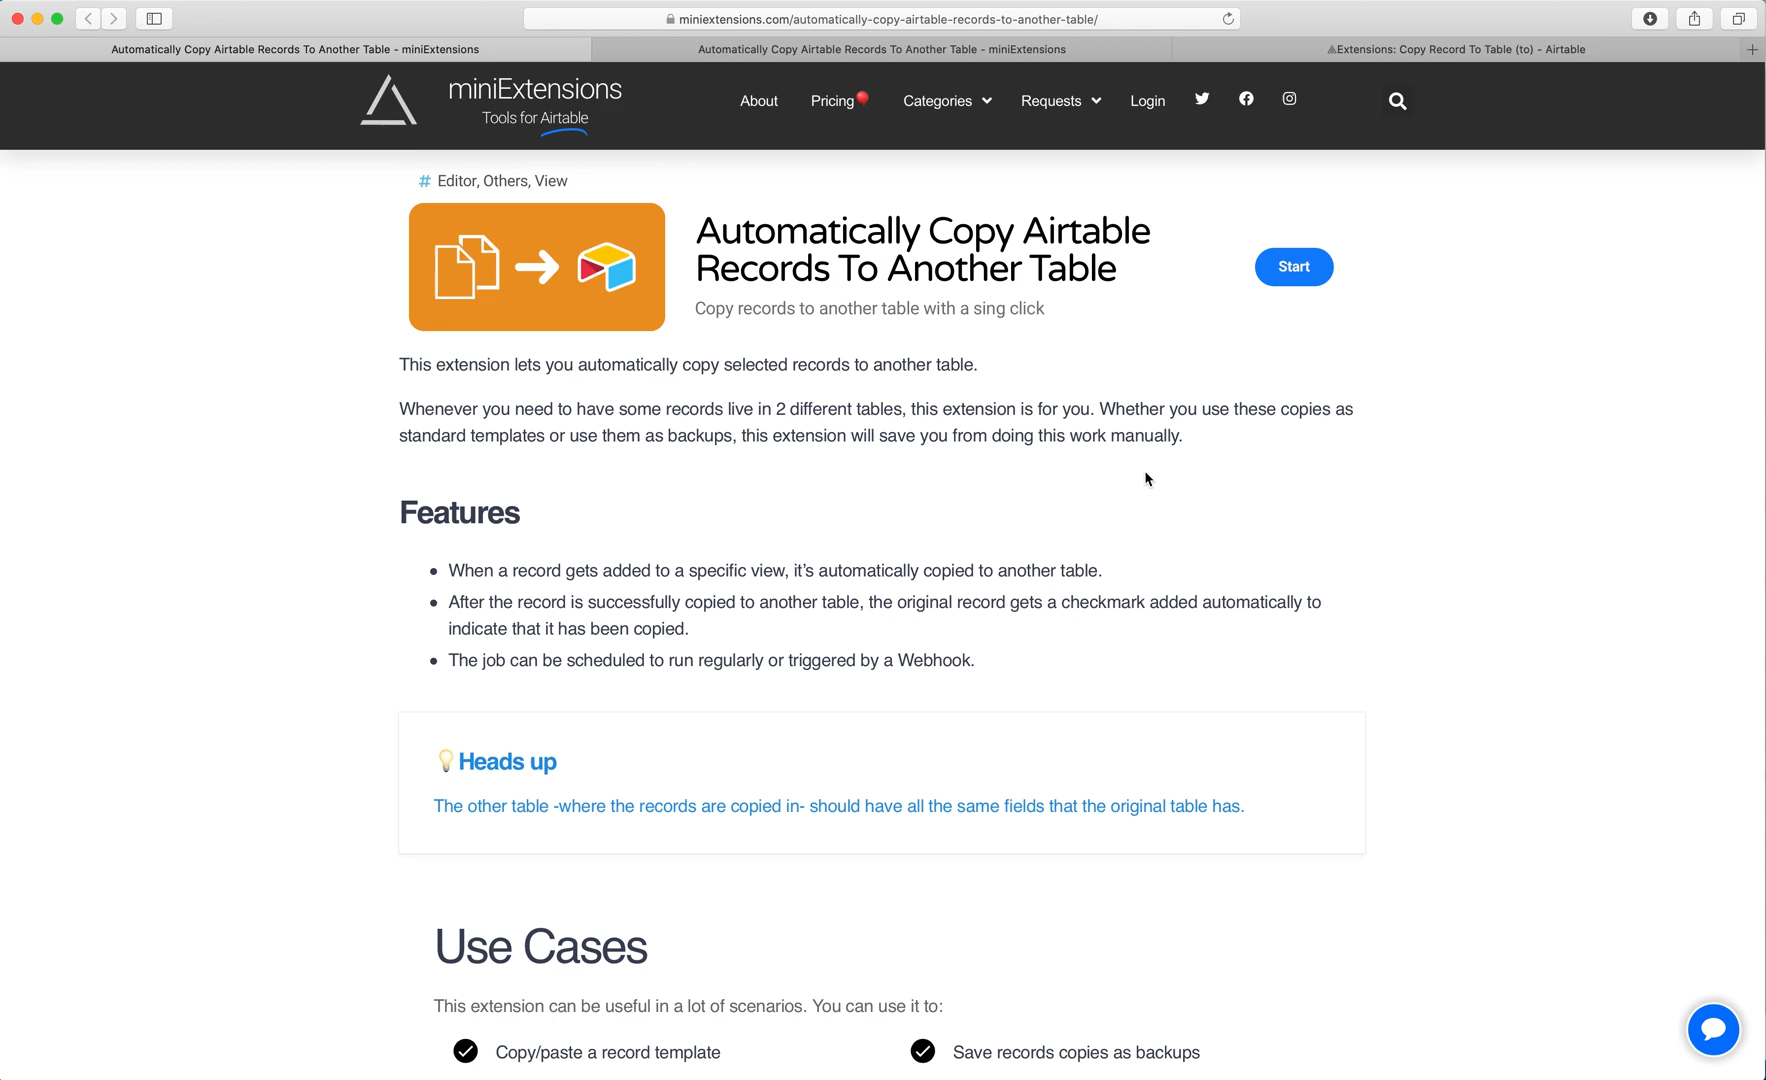 miniextensions.com/automatically-copy-airtable-records-to-another-table/
Automatically Copy Airtable Records To Another Table - miniExtensions
Automatically Copy Airtable Records To Another Table - miniExtensions
Extensions: Copy Record To Table (to) - Airtable
miniExtensions
Tools for Airtable
About
Pricing
Categories
Requests
Login
# Editor, Others, View
Automatically Copy Airtable
Records To Another Table
Copy records to another table with a sing click
Start
This extension lets you automatically copy selected records to another table.
Whenever you need to have some records live in 2 different tables, this extension is for you. Whether you use these copies as
standard templates or use them as backups, this extension will save you from doing this work manually.
Features
When a record gets added to a specific view, it’s automatically copied to another table.
After the record is successfully copied to another table, the original record gets a checkmark added automatically to
indicate that it has been copied.
The job can be scheduled to run regularly or triggered by a Webhook.
Heads up
The other table -where the records are copied in- should have all the same fields that the original table has.
Use Cases
This extension can be useful in a lot of scenarios. You can use it to:
Copy/paste a record template
Save records copies as backups